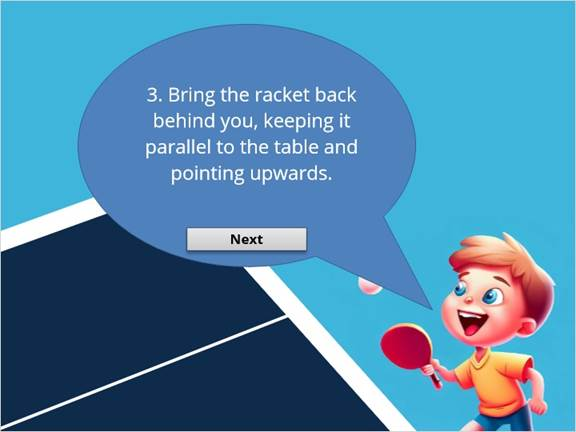 3. Bring the racket back
behind you, keeping it
parallel to the table and
pointing upwards.
Next